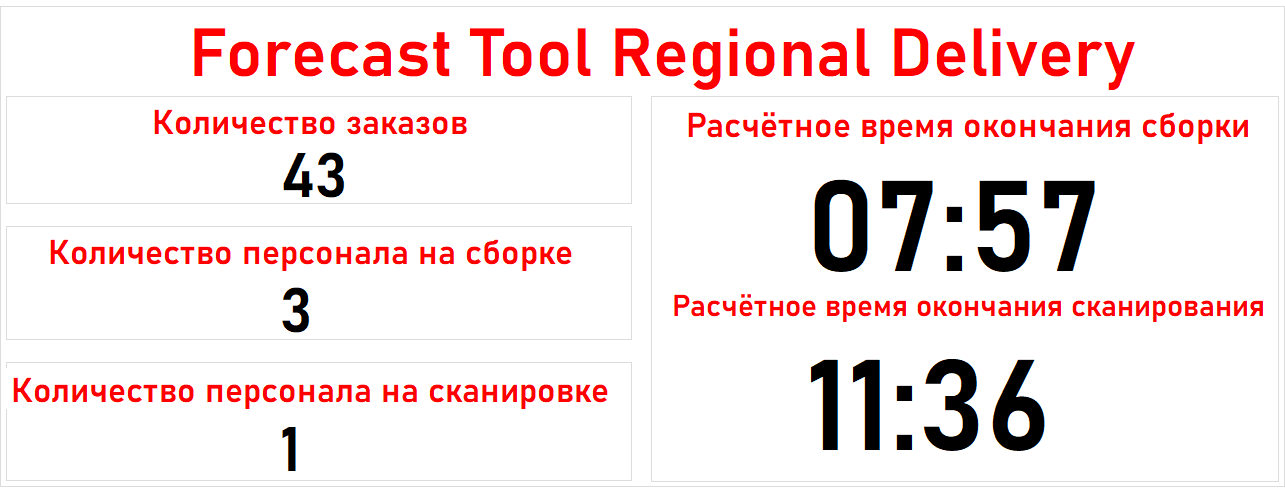 Forecast Tool Regional Delivery
Количество заказов
43
Количество персонала на сборке
3
Количество персонала на сканировке
1
Расчётное время окончания сборки
07:57
Расчётное время окончания сканирования
11:36